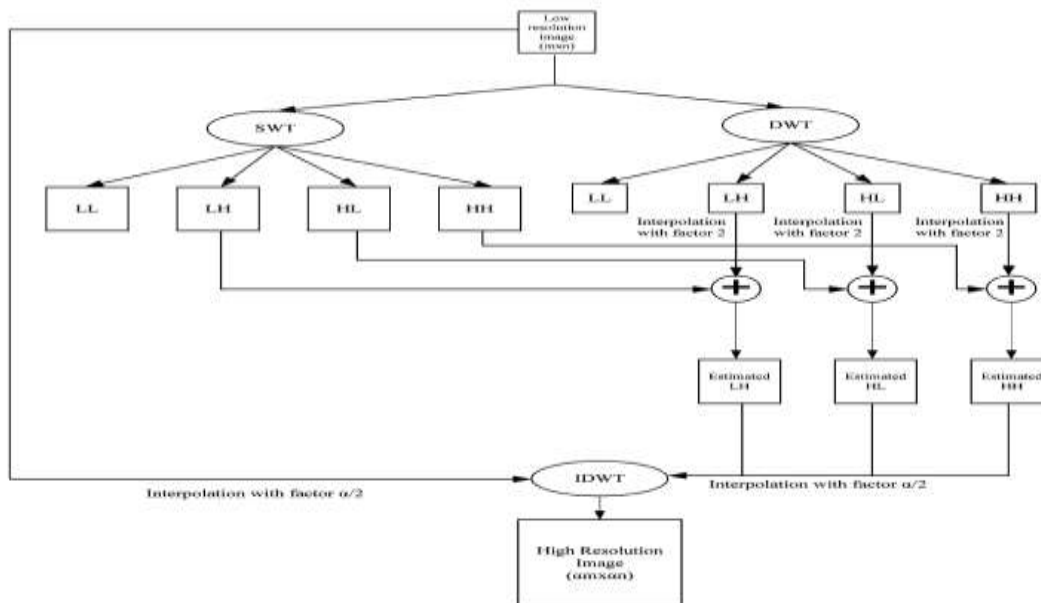 Low
resolution
image
(mxn)
SWT
DWT
LL
LH
HL
HH
LL
LH
HL
HH
Interpolation
with factor 2
Interpolation
with factor 2
Interpolation
with factor 2
+
+
+
Estimated
LH
Estimated
HL
Estimated
HH
IDWT
Interpolation with factor α/2
Interpolation with factor α/2
High Resolution
Image
(αmxαn)